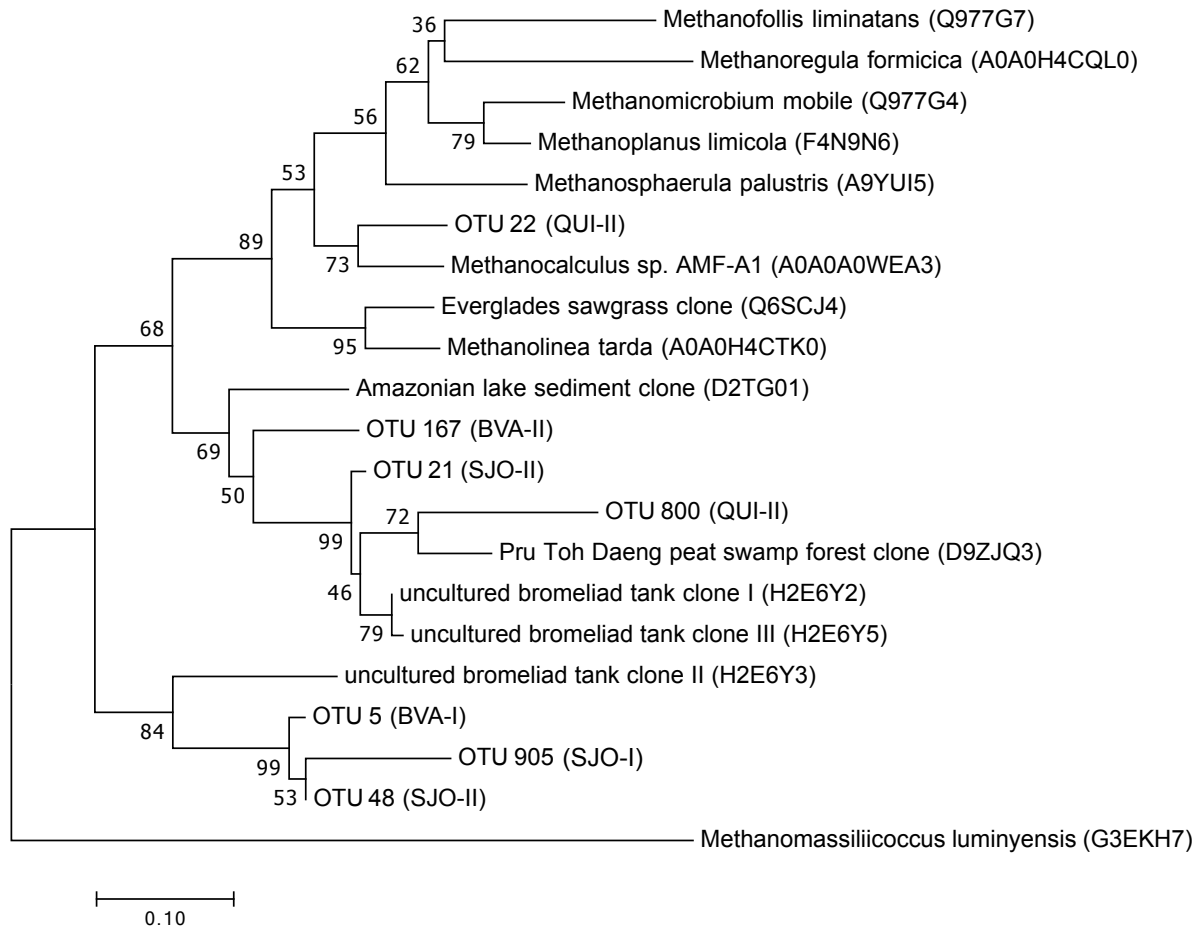 36
Methanofollis liminatans (Q977G7)
Methanoregula formicica (A0A0H4CQL0)
62
Methanomicrobium mobile (Q977G4)
56
79
Methanoplanus limicola (F4N9N6)
53
Methanosphaerula palustris (A9YUI5)
OTU 22 (QUI-II)
89
73
Methanocalculus sp. AMF-A1 (A0A0A0WEA3)
Everglades sawgrass clone (Q6SCJ4)
68
95
Methanolinea tarda (A0A0H4CTK0)
Amazonian lake sediment clone (D2TG01)
OTU 167 (BVA-II)
69
OTU 21 (SJO-II)
50
OTU 800 (QUI-II)
72
99
Pru Toh Daeng peat swamp forest clone (D9ZJQ3)
46
uncultured bromeliad tank clone I (H2E6Y2)
79
uncultured bromeliad tank clone III (H2E6Y5)
uncultured bromeliad tank clone II (H2E6Y3)
OTU 5 (BVA-I)
84
OTU 905 (SJO-I)
99
53
OTU 48 (SJO-II)
Methanomassiliicoccus luminyensis (G3EKH7)
0.10